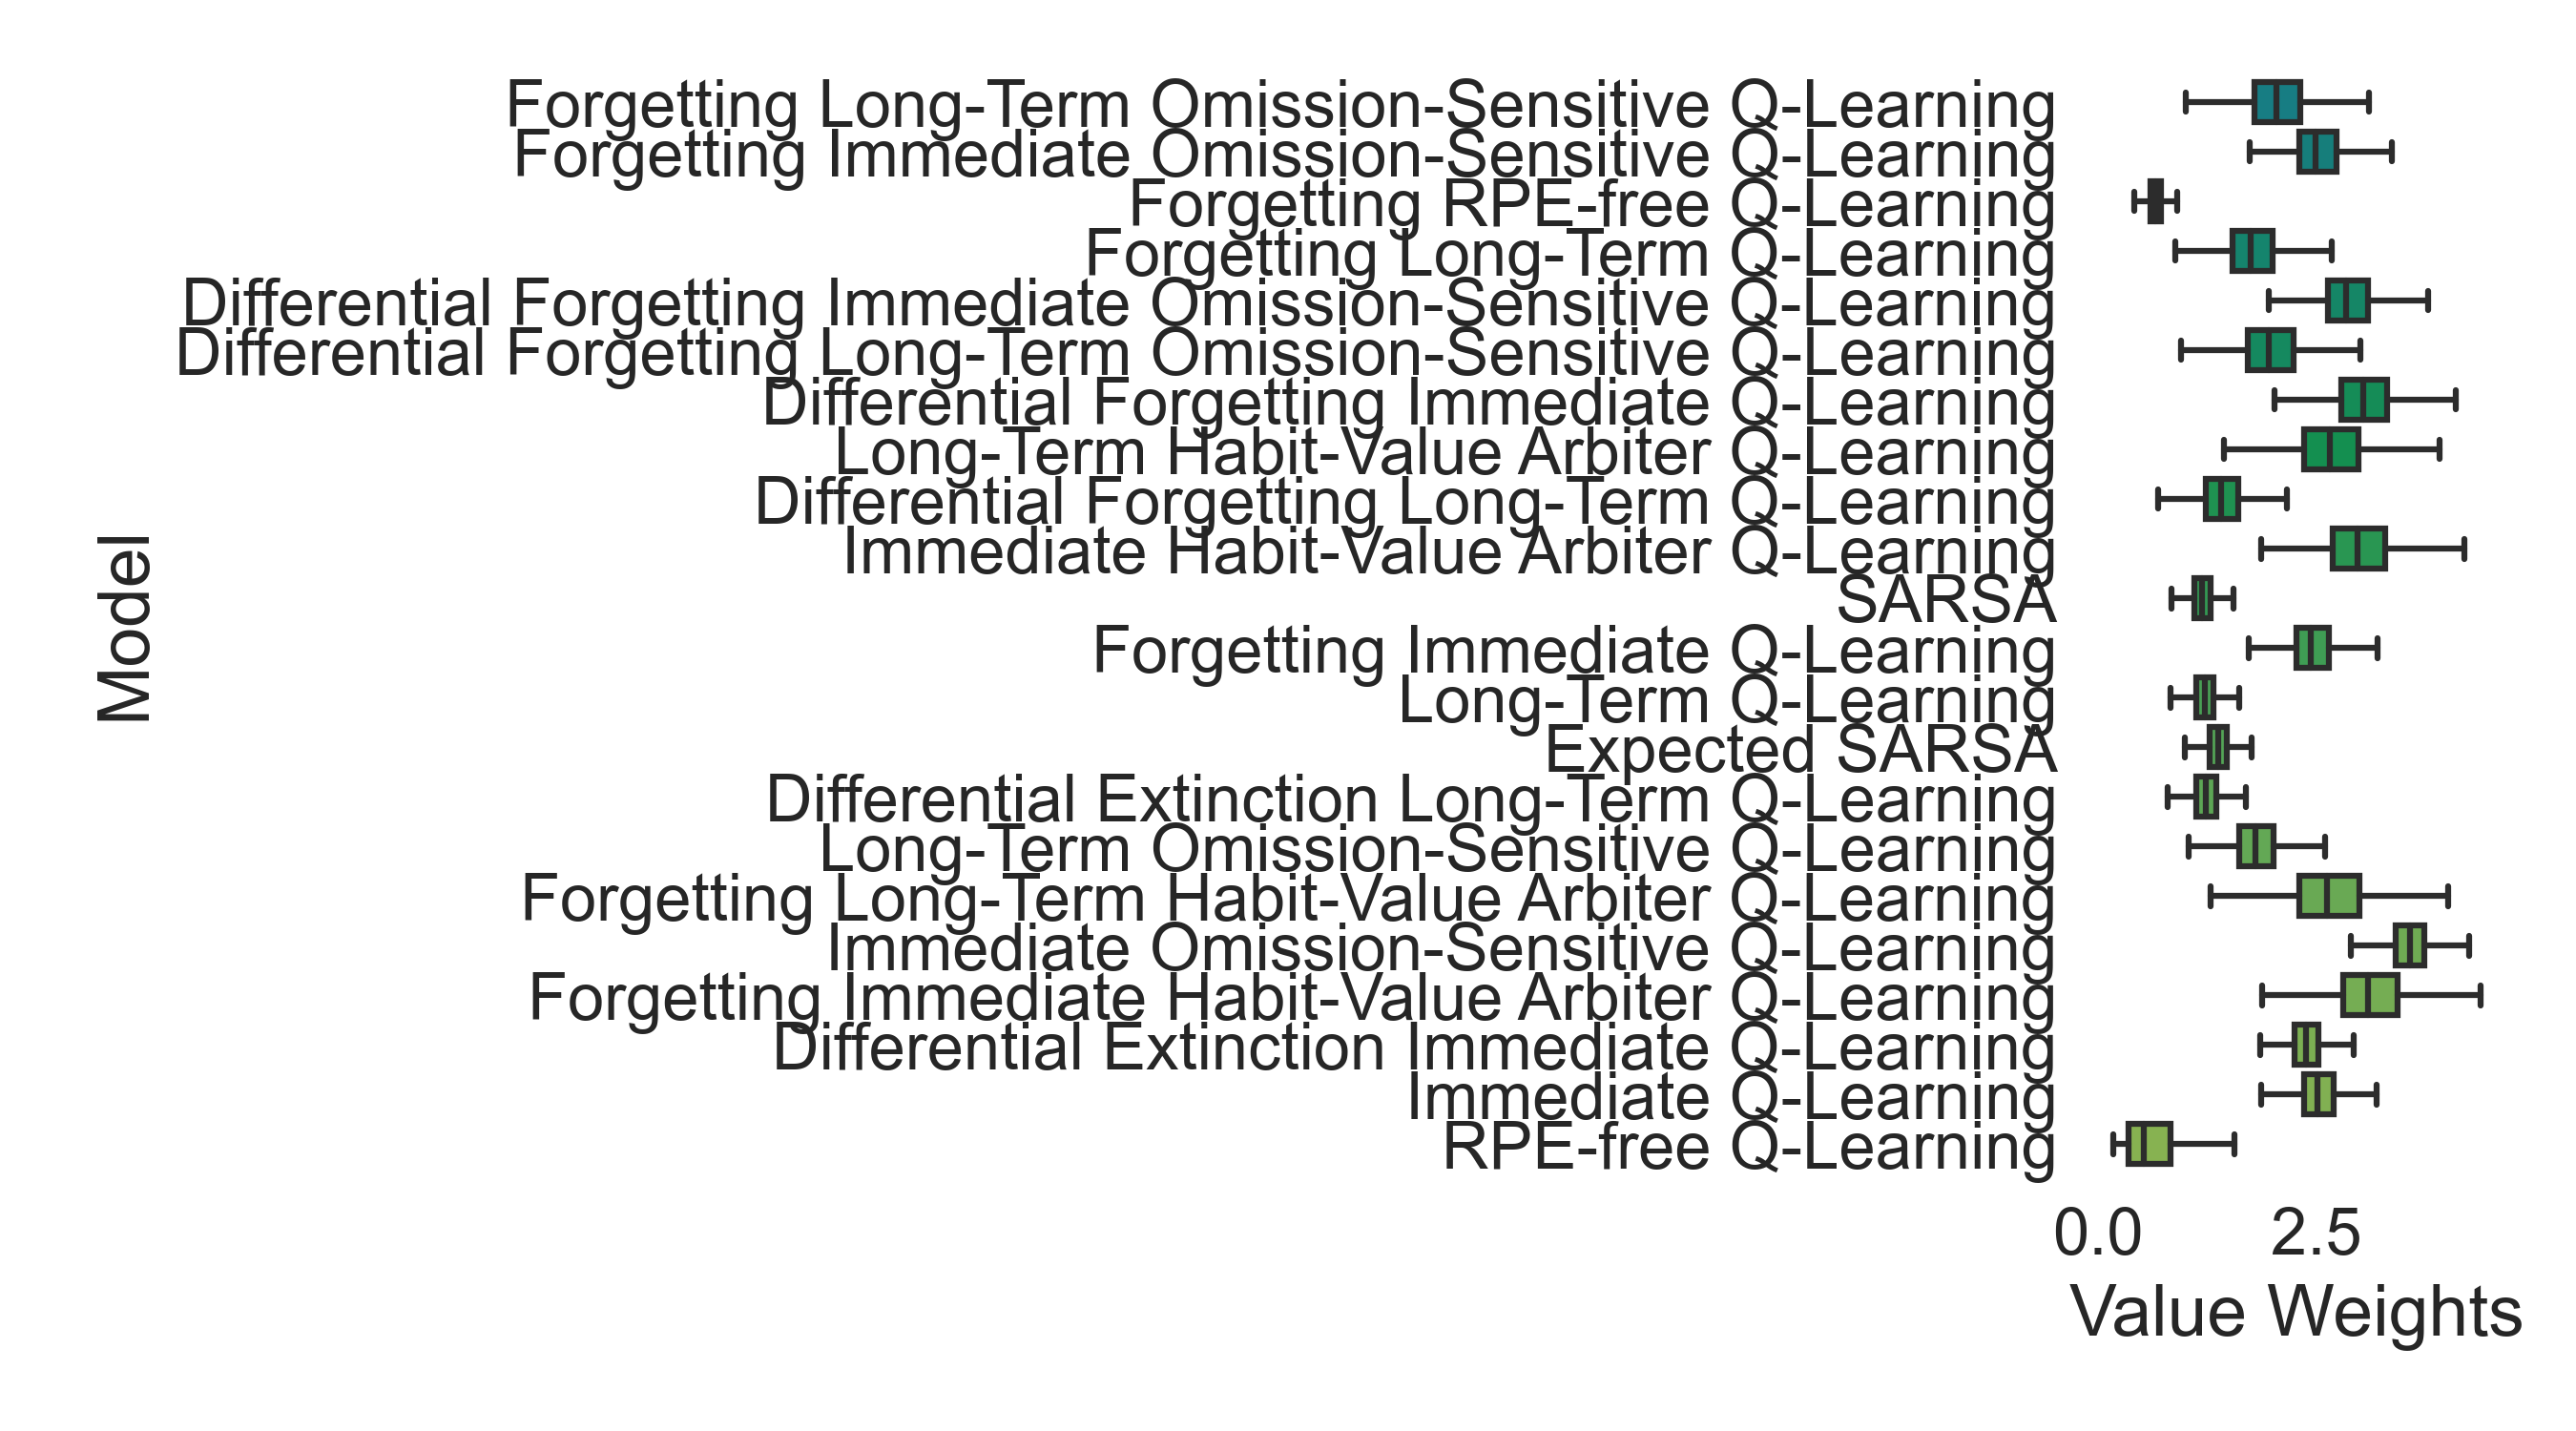 Forgetting Long-Term Omission-Sensitive Q-Learning
Forgetting Immediate Omission-Sensitive Q-Learning
Forgetting RPE-free Q-Learning
Forgetting Long-Term Q-Learning
Differential Forgetting Immediate Omission-Sensitive Q-Learning
Differential Forgetting Long-Term Omission-Sensitive Q-Learning
Differential Forgetting Immediate Q-Learning
Long-Term Habit-Value Arbiter Q-Learning
Differential Forgetting Long-Term Q-Learning
Immediate Habit-Value Arbiter Q-Learning
SARSA
Forgetting Immediate Q-Learning
Long-Term Q-Learning
Expected SARSA
Differential Extinction Long-Term Q-Learning
Long-Term Omission-Sensitive Q-Learning
Forgetting Long-Term Habit-Value Arbiter Q-Learning
Immediate Omission-Sensitive Q-Learning
Forgetting Immediate Habit-Value Arbiter Q-Learning
Differential Extinction Immediate Q-Learning
Immediate Q-Learning
RPE-free Q-Learning
Model
0.0 2.5
Value Weights